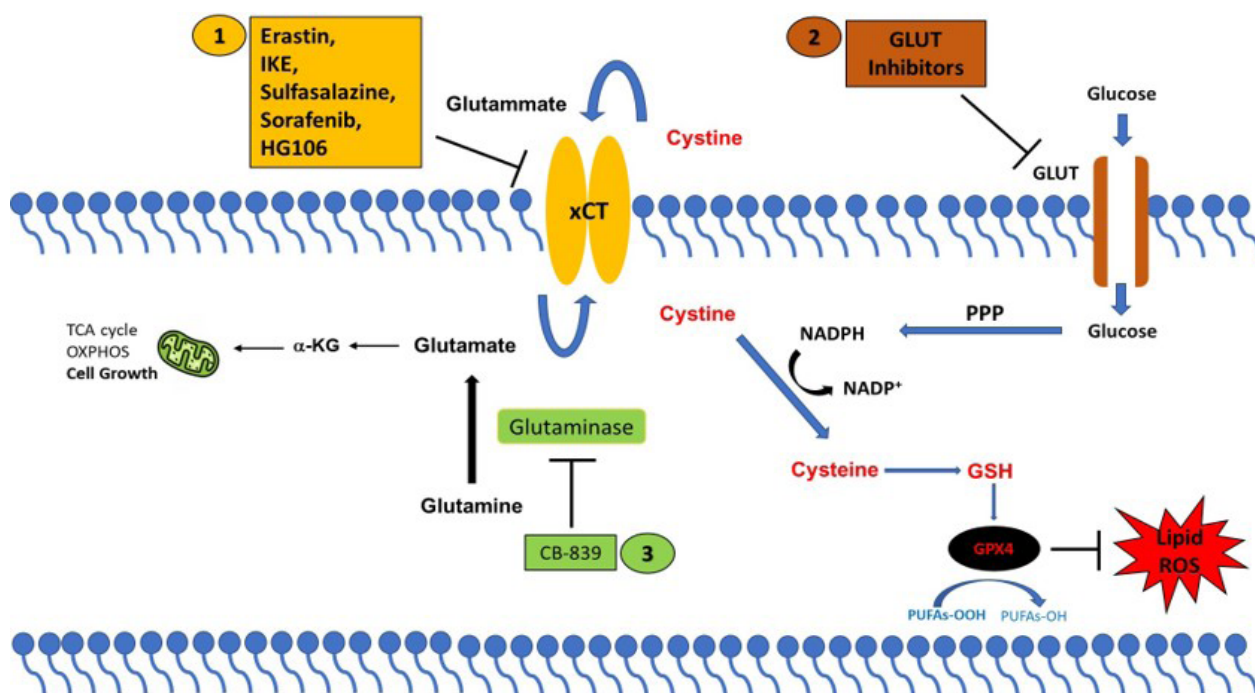 1
Erastin,
IKE,
Sulfasalazine,
Sorafenib,
HG106
Glutammate
Cystine
xCT
2
GLUT
Inhibitors
Glucose
GLUT
Glucose
PPP
NADPH
NADP⁺
Cystine
TCA cycle
OXPHOS
Cell Growth
α-KG
Glutamate
Glutaminase
Glutamine
CB-839
3
Cysteine
GSH
GPX4
Lipid
ROS
PUFAs-OOH
PUFAs-OH